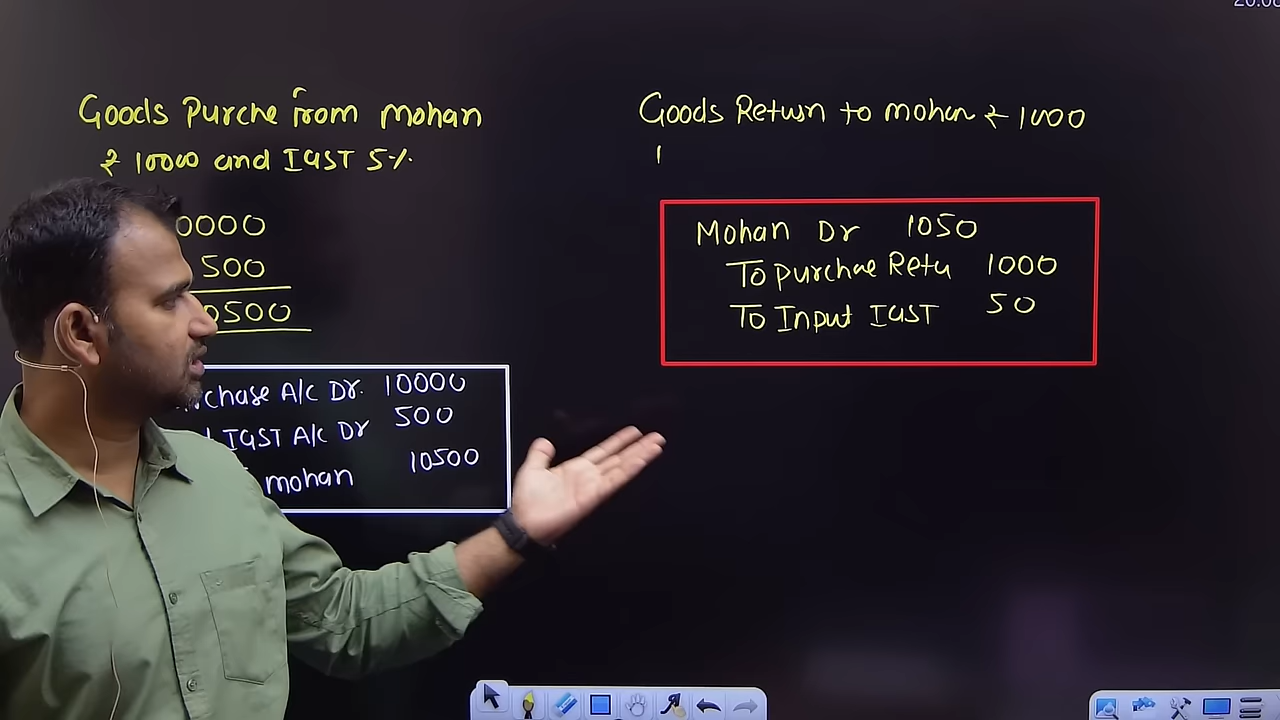 Goods Purche from mohan
₹ 10000 and IGST 5%.
0000
500
0500
rchase A/c Dr. 10000
IGST A/c Dr 500
mohan 10500
Goods Return to mohan ₹ 1000
Mohan Dr 1050
To purchae Retu 1000
To Input IGST 50